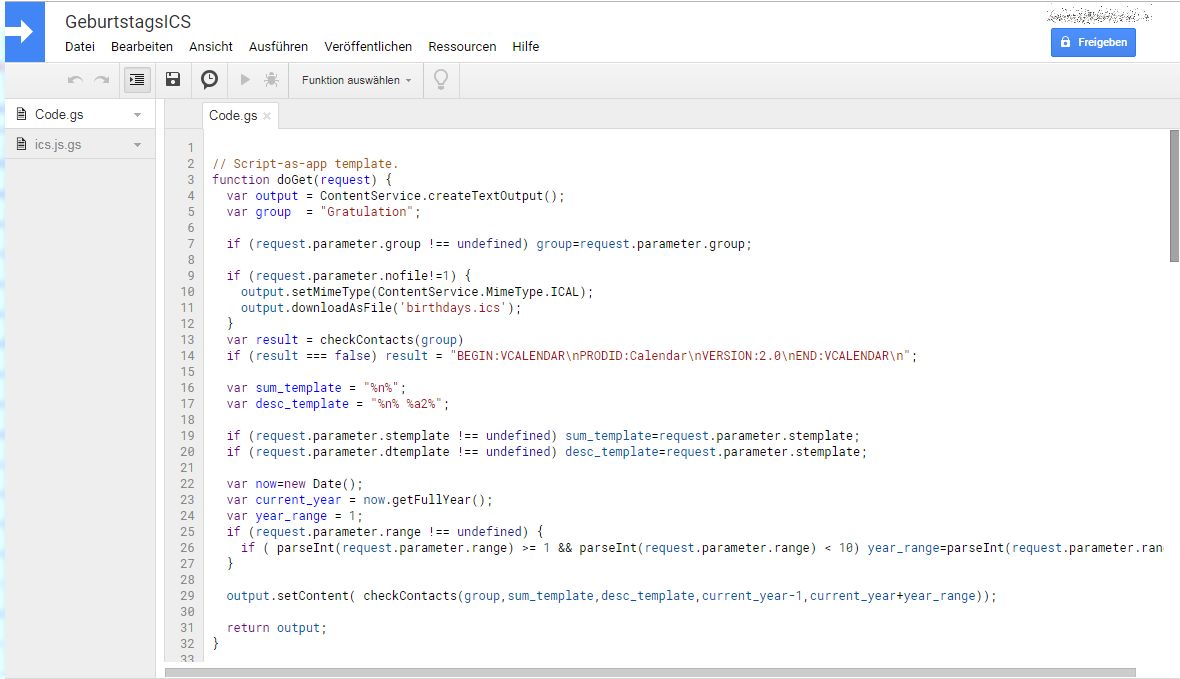 GeburtstagsICS
Datei Bearbeiten Ansicht Ausführen Veröffentlichen Ressourcen Hilfe
Freigeben
Funktion auswählen
Code.gs
ics.js.gs
Code.gs ×
1
2 // Script-as-app template.
3 function doGet(request) {
4 var output = ContentService.createTextOutput();
5 var group = "Gratulation";
6
7 if (request.parameter.group !== undefined) group=request.parameter.group;
8
9 if (request.parameter.nofile!=1) {
10 output.setMimeType(ContentService.MimeType.ICAL);
11 output.downloadAsFile('birthdays.ics');
12 }
13 var result = checkContacts(group)
14 if (result === false) result = "BEGIN:VCALENDAR\nPRODID:Calendar\nVERSION:2.0\nEND:VCALENDAR\n";
15
16 var sum_template = "%n%";
17 var desc_template = "%n% %a2%";
18
19 if (request.parameter.stemplate !== undefined) sum_template=request.parameter.stemplate;
20 if (request.parameter.dtemplate !== undefined) desc_template=request.parameter.stemplate;
21
22 var now=new Date();
23 var current_year = now.getFullYear();
24 var year_range = 1;
25 if (request.parameter.range !== undefined) {
26 if ( parseInt(request.parameter.range) >= 1 && parseInt(request.parameter.range) < 10) year_range=parseInt(request.parameter.ran
27 }
28
29 output.setContent( checkContacts(group,sum_template,desc_template,current_year-1,current_year+year_range));
30
31 return output;
32 }
33